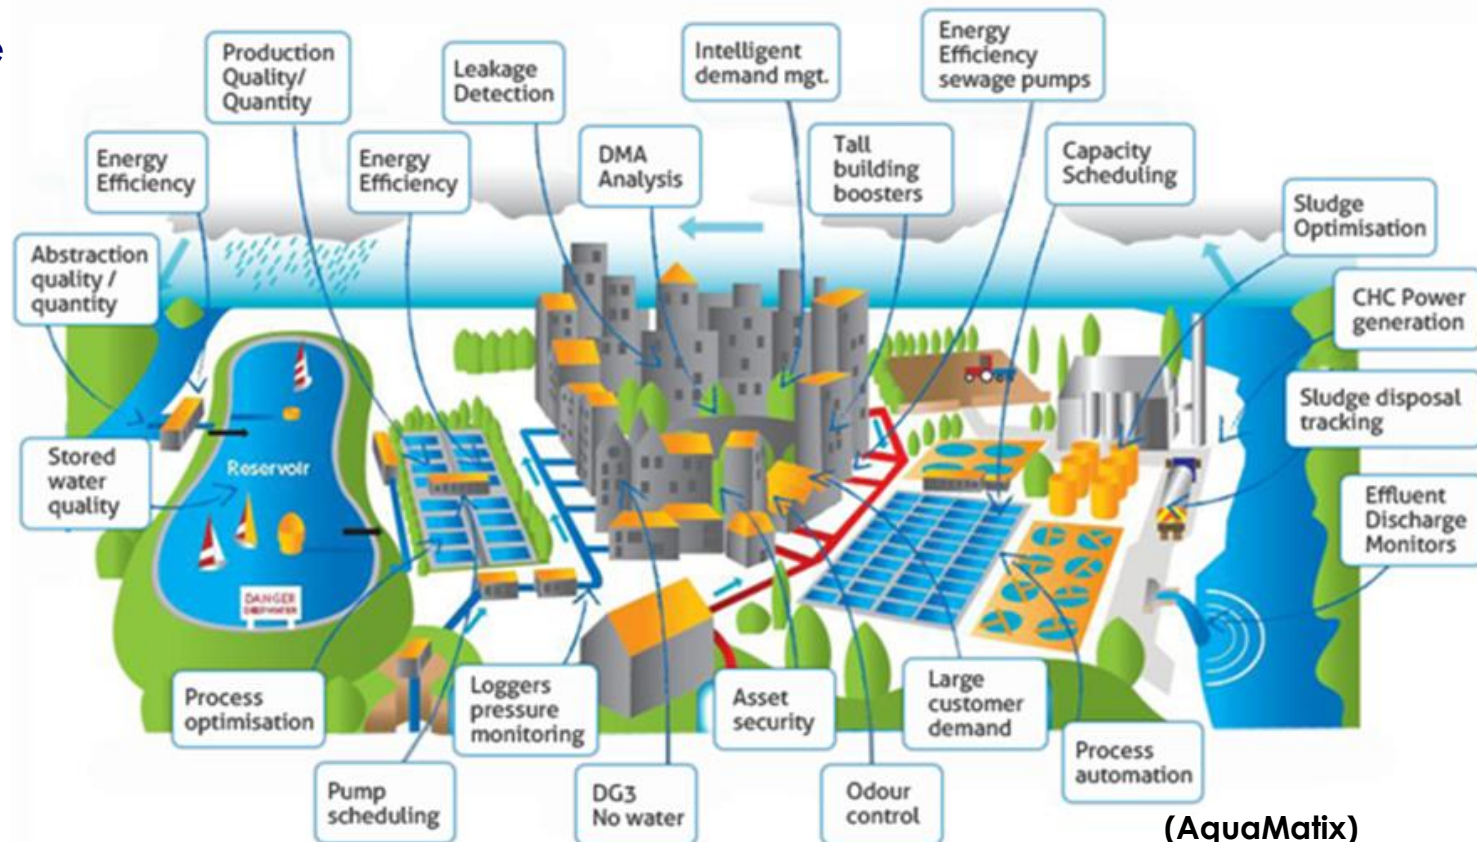 e
Production
Quality/
Quantity
Leakage
Detection
Intelligent
demand mgt.
Energy
Efficiency
sewage pumps
Energy
Efficiency
Energy
Efficiency
DMA
Analysis
Tall
building
boosters
Capacity
Scheduling
Sludge
Optimisation
Abstraction
quality /
quantity
CHC Power
generation
Sludge disposal
tracking
Stored
water
quality
Reservoir
Effluent
Discharge
Monitors
DANGER
DEEPWATER
Process
optimisation
Loggers
pressure
monitoring
Asset
security
Large
customer
demand
Process
automation
Pump
scheduling
DG3
No water
Odour
control
(AquaMatix)